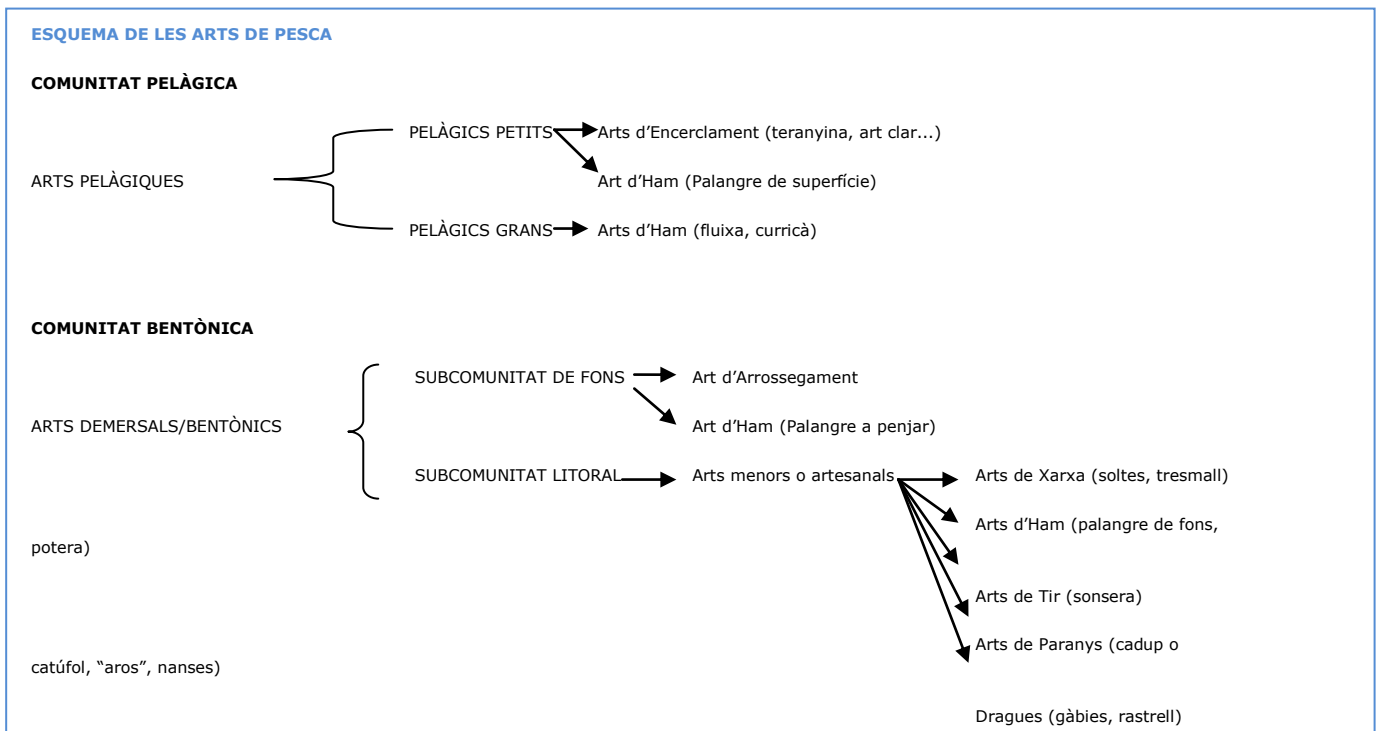 ESQUEMA DE LES ARTS DE PESCA
COMUNITAT PELÀGICA
PELÀGICS PETITS Arts d’Encerclament (teranyina, art clar...)
ARTS PELÀGIQUES Art d’Ham (Palangre de superfície)
PELÀGICS GRANS Arts d’Ham (fluixa, curricà)
COMUNITAT BENTÒNICA
SUBCOMUNITAT DE FONS Art d’Arrossegament
ARTS DEMERSALS/BENTÒNICS Art d’Ham (Palangre a penjar)
SUBCOMUNITAT LITORAL Arts menors o artesanals Arts de Xarxa (soltes, tresmall)
Arts d’Ham (palangre de fons,
potera)
Arts de Tir (sonsera)
Arts de Paranys (cadup o
catúfol, “aros”, nanses)
Dragues (gàbies, rastrell)